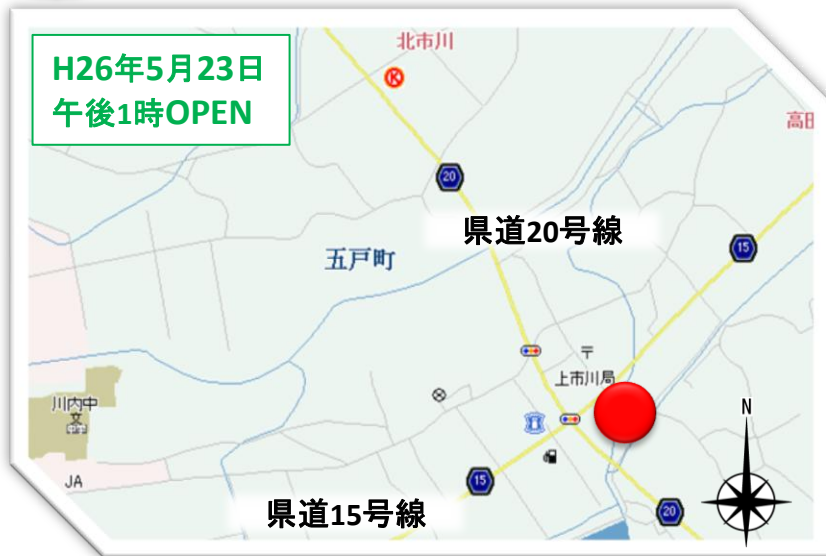 北市川
H26年5月23日
午後1時OPEN
高田
20
県道20号線
15
五戸町
〒
上市川局
川内中
文
N
JA
15
20
県道15号線